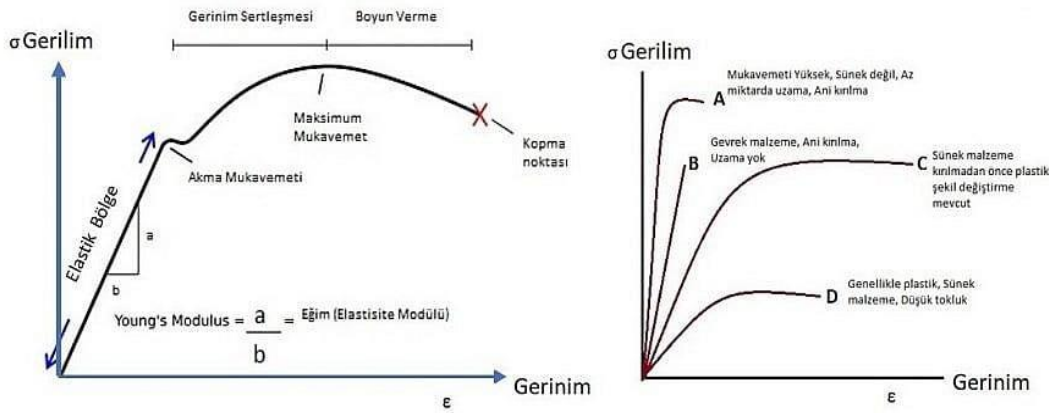 Gerinim Sertleşmesi
Boyun Verme
σ Gerilim
Maksimum
Mukavemet
Kopma
noktası
Akma Mukavemeti
Elastik Bölge
a
b
Young's Modulus = a / b = Eğim (Elastisite Modülü)
Gerinim
ε
σ Gerilim
A
Mukavemeti Yüksek, Sünek değil, Az
miktarda uzama, Ani kırılma
B
Gevrek malzeme, Ani kırılma,
Uzama yok
C
Sünek malzeme
kırılmadan önce plastik
şekil değiştirme
mevcut
D
Genellikle plastik, Sünek
malzeme, Düşük tokluk
Gerinim
ε